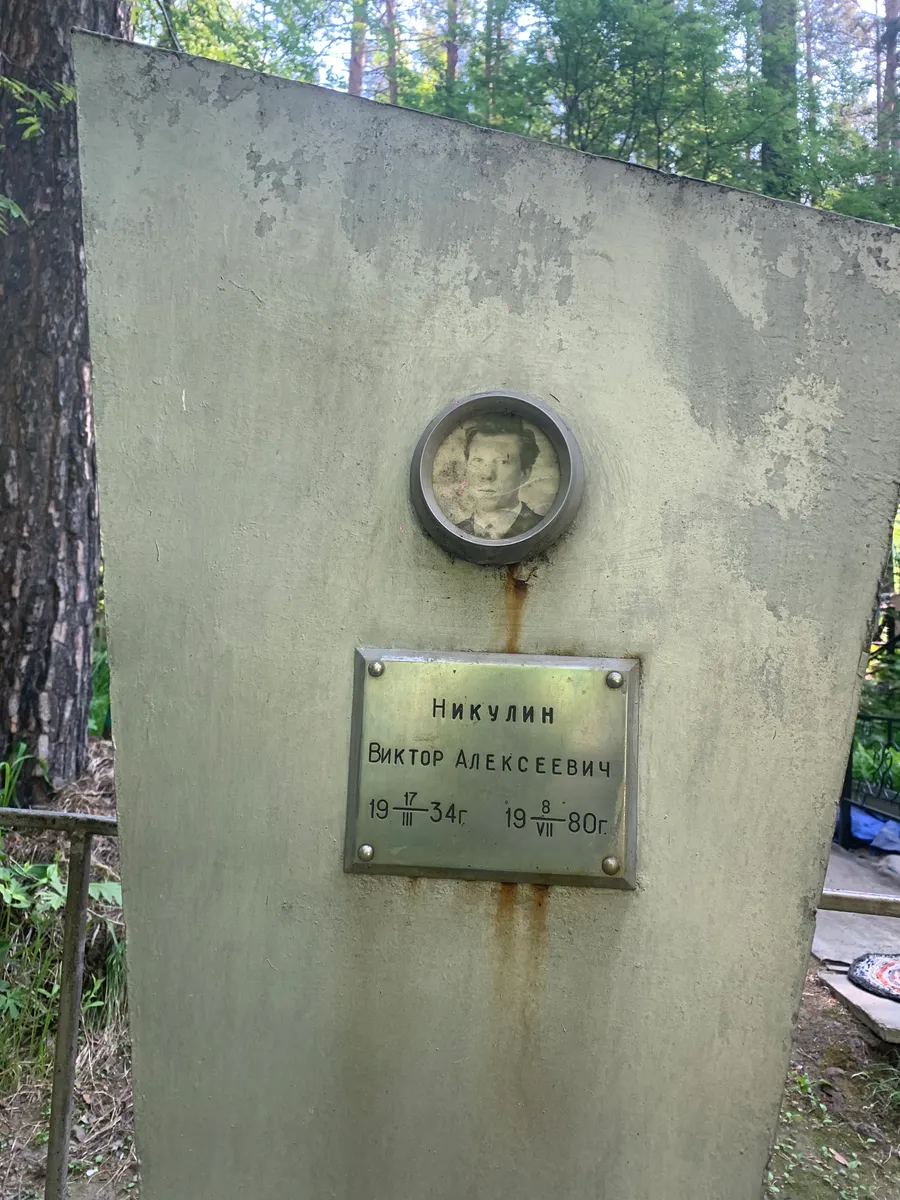 Никулин
Виктор Алексеевич
19 17/III 34г. 19 8/VII 80г.